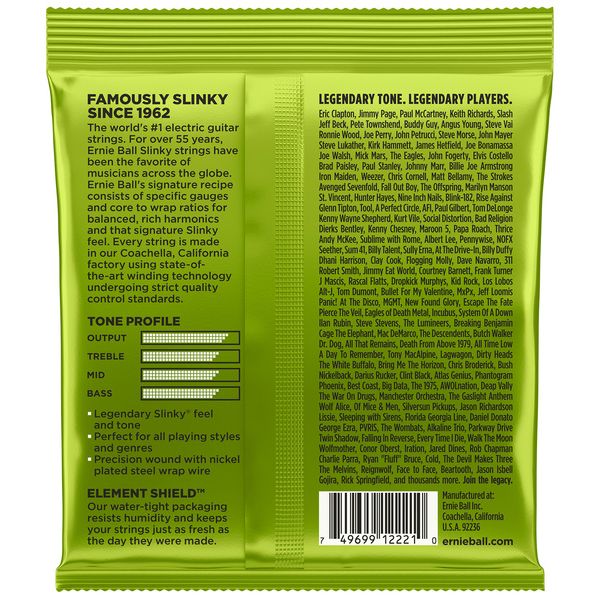 FAMOUSLY SLINKY
SINCE 1962
The world's #1 electric guitar
strings. For over 55 years,
Ernie Ball Slinky strings have
been the favorite of
musicians across the globe.
Ernie Ball's signature recipe
consists of specific gauges
and core to wrap ratios for
balanced, rich harmonics
and that signature Slinky
feel. Every string is made
in our Coachella, California
factory using state-of-
the-art winding technology
undergoing strict quality
control standards.
TONE PROFILE
OUTPUT
TREBLE
MID
BASS
▪ Legendary Slinky® feel
and tone
▪ Perfect for all playing styles
and genres
▪ Precision wound with nickel
plated steel wrap wire
ELEMENT SHIELD™
Our water-tight packaging
resists humidity and keeps
your strings just as fresh as
the day they were made.
LEGENDARY TONE. LEGENDARY PLAYERS.
Eric Clapton, Jimmy Page, Paul McCartney, Keith Richards, Slash
Jeff Beck, Pete Townshend, Buddy Guy, Angus Young, Steve Vai
Ronnie Wood, Joe Perry, John Petrucci, Steve Morse, John Mayer
Steve Lukather, Kirk Hammett, James Hetfield, Joe Bonamassa
Joe Walsh, Mick Mars, The Eagles, John Fogerty, Elvis Costello
Brad Paisley, Paul Stanley, Johnny Marr, Billie Joe Armstrong
Iron Maiden, Weezer, Chris Cornell, Matt Bellamy, The Strokes
Avenged Sevenfold, Fall Out Boy, The Offspring, Marilyn Manson
St. Vincent, Hunter Hayes, Nine Inch Nails, Blink-182, Rise Against
Glenn Tipton, Tool, A Perfect Circle, AFI, Paul Gilbert, Tom DeLonge
Kenny Wayne Shepherd, Kurt Vile, Social Distortion, Bad Religion
Dierks Bentley, Kenny Chesney, Maroon 5, Papa Roach, Thrice
Andy McKee, Sublime with Rome, Albert Lee, Pennywise, NOFX
Seether, Sum 41, Billy Talent, Sully Erna, At The Drive-In, Billy Duffy
Dhani Harrison, Clay Cook, Flogging Molly, Dave Navarro, 311
Robert Smith, Jimmy Eat World, Courtney Barnett, Frank Turner
J Mascis, Rascal Flatts, Dropkick Murphys, Kid Rock, Los Lobos
Alt-J, Tom Dumont, Bullet For My Valentine, MxPx, Jeff Loomis
Panic! At The Disco, MGMT, New Found Glory, Escape The Fate
Pierce The Veil, Eagles of Death Metal, Incubus, System Of A Down
Ilan Rubin, Steve Stevens, The Lumineers, Breaking Benjamin
Cage The Elephant, Mac DeMarco, The Descendents, Butch Walker
Dr. Dog, All That Remains, Death From Above 1979, All Time Low
A Day To Remember, Tony MacAlpine, Lagwagon, Dirty Heads
The White Buffalo, Bring Me The Horizon, Chris Broderick, Bush
Nickelback, Darius Rucker, Clint Black, Atlas Genius, Phantogram
Phoenix, Best Coast, Big Data, The 1975, AWOLnation, Deap Vally
The War On Drugs, Manchester Orchestra, The Gaslight Anthem
Wolf Alice, Of Mice & Men, Silversun Pickups, Jason Richardson
Lissie, Sleeping with Sirens, Florida Georgia Line, Daniel Donato
George Ezra, PVRIS, The Wombats, Alkaline Trio, Parkway Drive
Twin Shadow, Falling In Reverse, Every Time I Die, Walk The Moon
Wolfmother, Conor Oberst, Iration, Jared Dines, Rob Chapman
Charlie Parra, Ryan "Fluff" Bruce, Cold, The Devil Makes Three
The Melvins, Reignwolf, Face to Face, Beartooth, Jason Isbell
Gojira, Rick Springfield, and thousands more. Join the legacy.
7 49699 12221 0
Manufactured at:
Ernie Ball Inc.
Coachella, California
U.S.A. 92236
ernieball.com